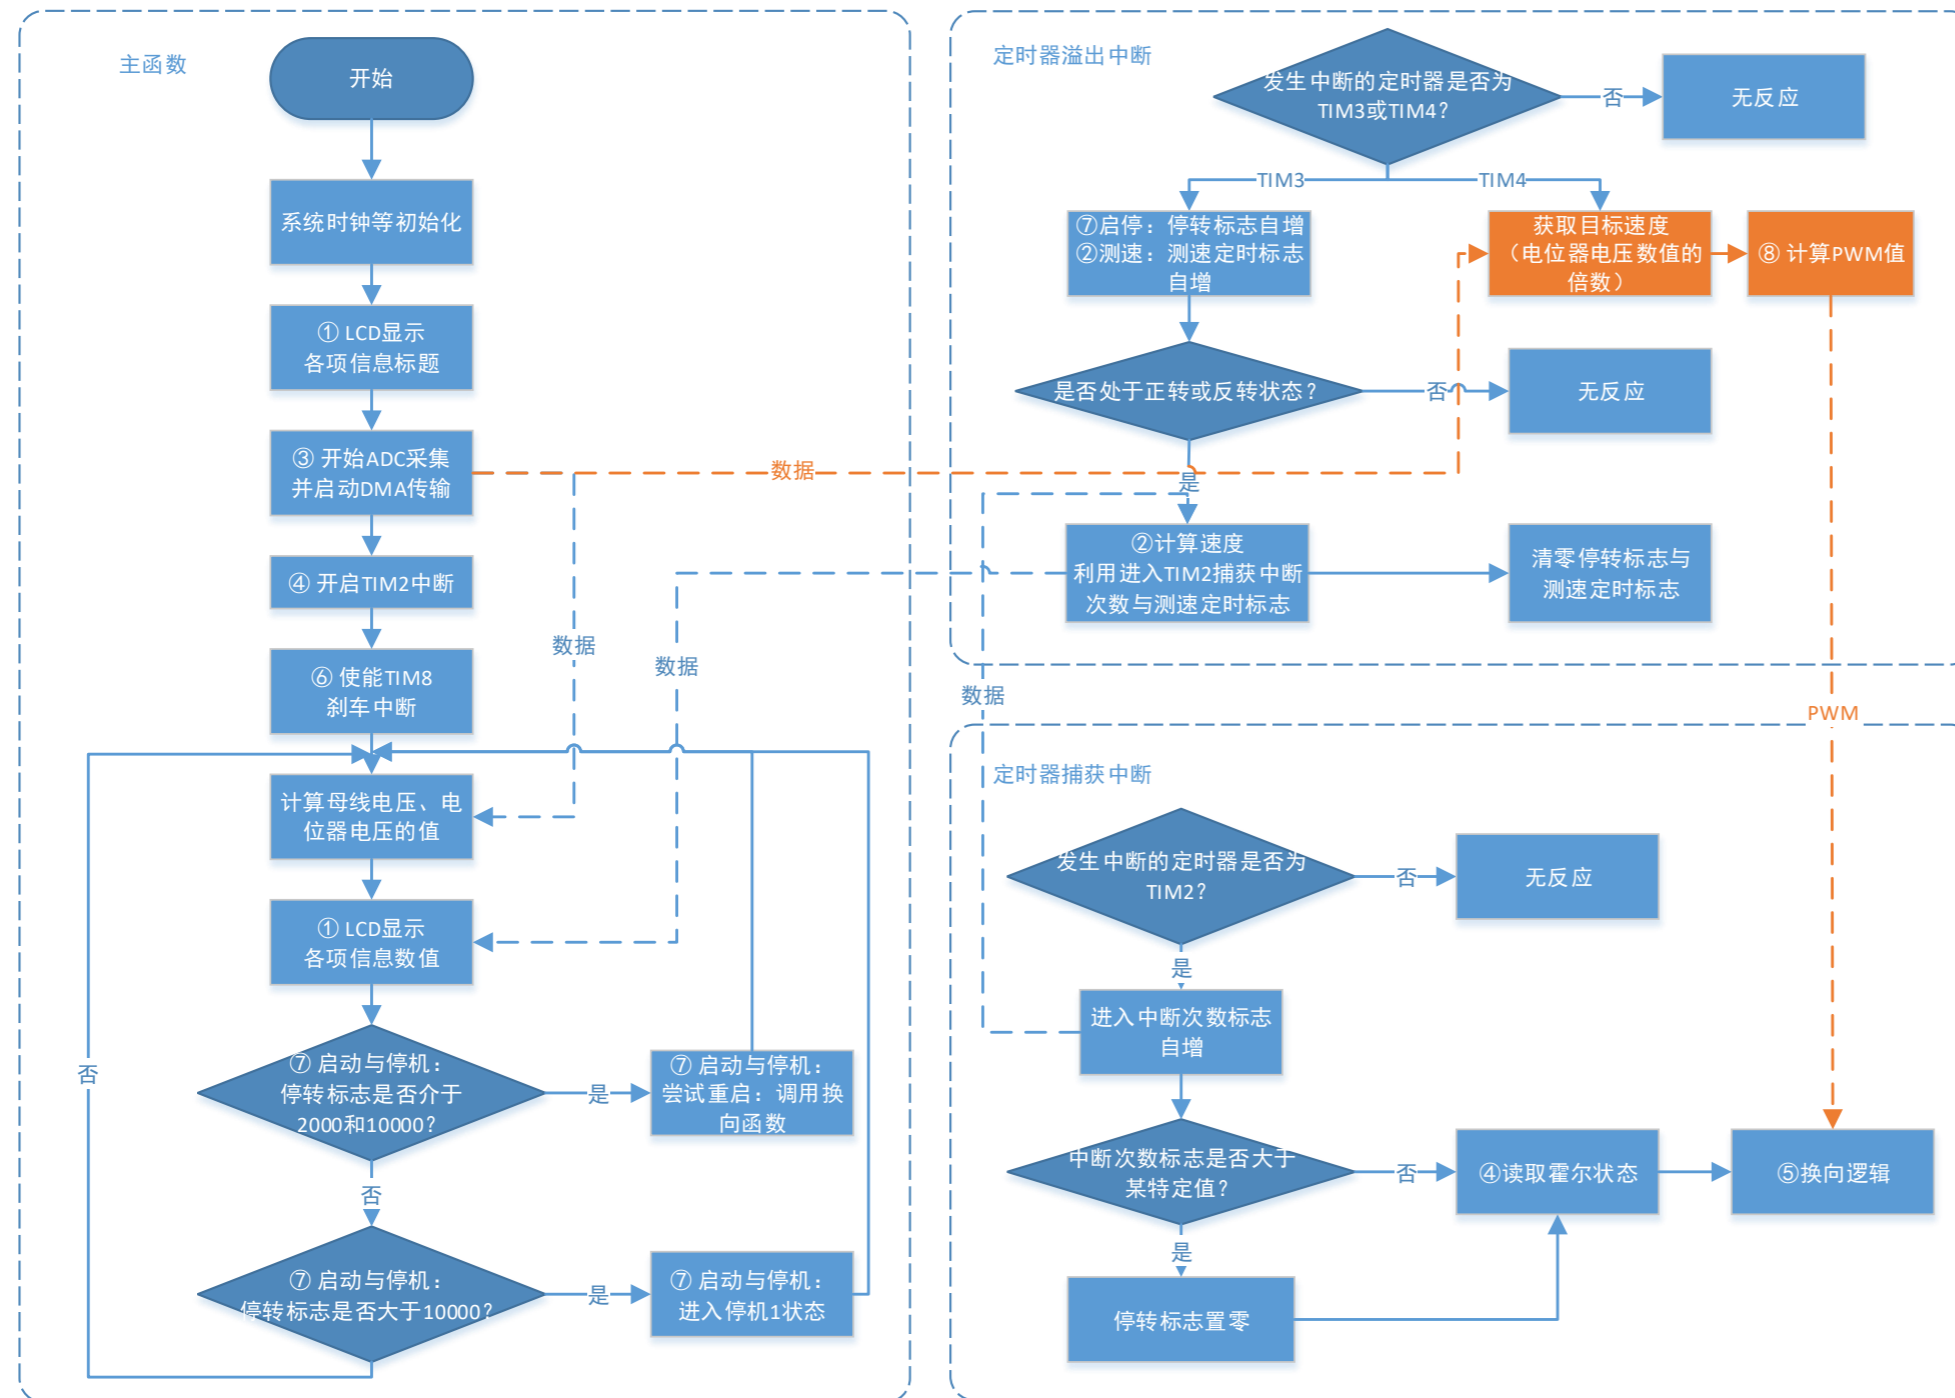 主函数
开始
系统时钟等初始化
① LCD显示
各项信息标题
③ 开始ADC采集
并启动DMA传输
④ 开启TIM2中断
⑥ 使能TIM8
刹车中断
计算母线电压、电
位器电压的值
① LCD显示
各项信息数值
⑦ 启动与停机：
停转标志是否介于
2000和10000？
是
⑦ 启动与停机：
尝试重启：调用换
向函数
否
否
⑦ 启动与停机：
停转标志是否大于10000？
是
⑦ 启动与停机：
进入停机1状态
数据
数据
数据
数据
定时器溢出中断
发生中断的定时器是否为
TIM3或TIM4？
否
无反应
TIM3
TIM4
⑦启停：停转标志自增
②测速：测速定时标志
自增
获取目标速度
（电位器电压数值的
倍数）
⑧ 计算PWM值
是否处于正转或反转状态？
否
无反应
是
②计算速度
利用进入TIM2捕获中断
次数与测速定时标志
清零停转标志与
测速定时标志
PWM
定时器捕获中断
发生中断的定时器是否为
TIM2？
否
无反应
是
进入中断次数标志
自增
中断次数标志是否大于
某特定值？
否
④读取霍尔状态
⑤换向逻辑
是
停转标志置零